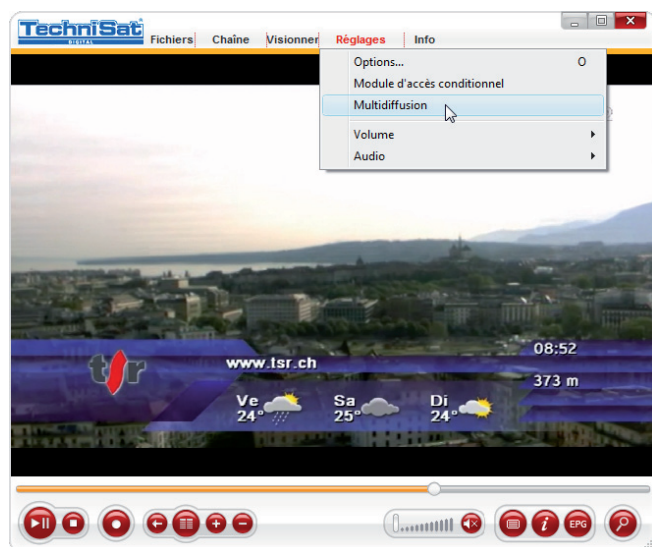 TechniSat
DIGITAL
Fichiers Chaîne Visionner Réglages Info
Options... O
Module d'accès conditionnel
Multidiffusion
Volume
Audio
08:52
tsr
www.tsr.ch
373 m
Ve Sa Di
24° 25° 24°
i EPG